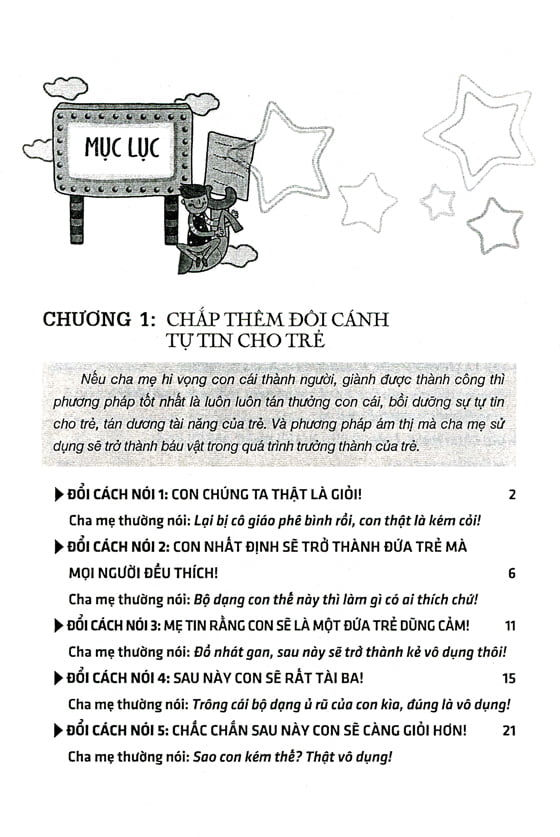 MỤC LỤC
CHƯƠNG 1: CHẮP THÊM ĐÔI CÁNH
TỰ TIN CHO TRẺ
Nếu cha mẹ hi vọng con cái thành người, giành được thành công thì
phương pháp tốt nhất là luôn luôn tán thưởng con cái, bồi dưỡng sự tự tin
cho trẻ, tán dương tài năng của trẻ. Và phương pháp ám thị mà cha mẹ sử
dụng sẽ trở thành báu vật trong quá trình trưởng thành của trẻ.
▶ĐỔI CÁCH NÓI 1: CON CHÚNG TA THẬT LÀ GIỎI! 2
Cha mẹ thường nói: Lại bị cô giáo phê bình rồi, con thật là kém cỏi!
▶ĐỔI CÁCH NÓI 2: CON NHẤT ĐỊNH SẼ TRỞ THÀNH ĐỨA TRẺ MÀ
MỌI NGƯỜI ĐỀU THÍCH! 6
Cha mẹ thường nói: Bộ dạng con thế này thì làm gì có ai thích chứ!
▶ĐỔI CÁCH NÓI 3: MẸ TIN RẰNG CON SẼ LÀ MỘT ĐỨA TRẺ DŨNG CẢM! 11
Cha mẹ thường nói: Đồ nhát gan, sau này sẽ trở thành kẻ vô dụng thôi!
▶ĐỔI CÁCH NÓI 4: SAU NÀY CON SẼ RẤT TÀI BA! 15
Cha mẹ thường nói: Trông cái bộ dạng ủ rũ của con kìa, đúng là vô dụng!
▶ĐỔI CÁCH NÓI 5: CHẮC CHẮN SAU NÀY CON SẼ CÀNG GIỎI HƠN! 21
Cha mẹ thường nói: Sao con kém thế? Thật vô dụng!